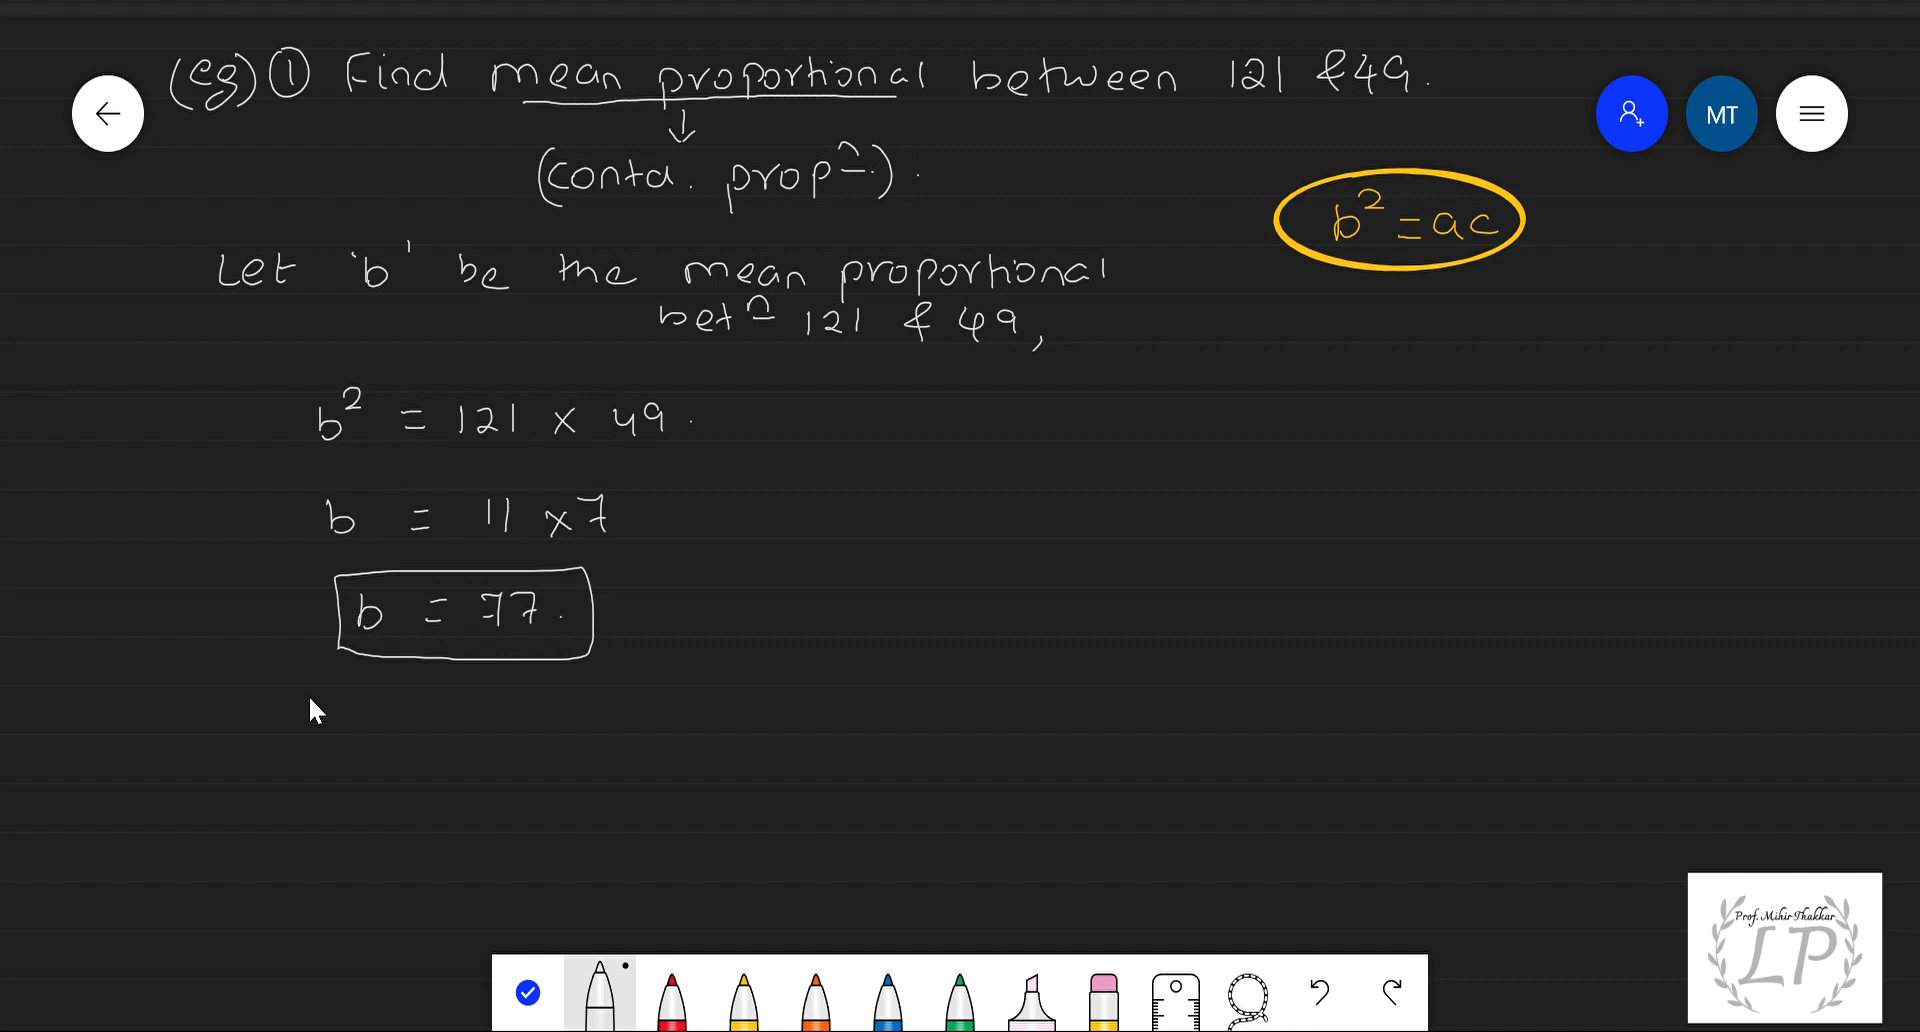 (eg) ① Find mean proportional between 121 & 49.
↓
(contd. propⁿ).
b² = ac
Let 'b' be the mean proportional
betⁿ 121 & 49,
b² = 121 x 49.
b = 11 x 7
b = 77.
MT
Prof. Mihir Thakkar
LP